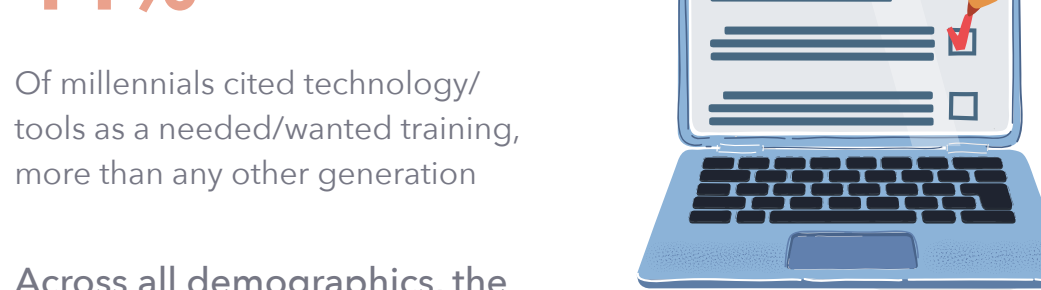 %
Of millennials cited technology/
tools as a needed/wanted training,
more than any other generation
Across all demographics, the